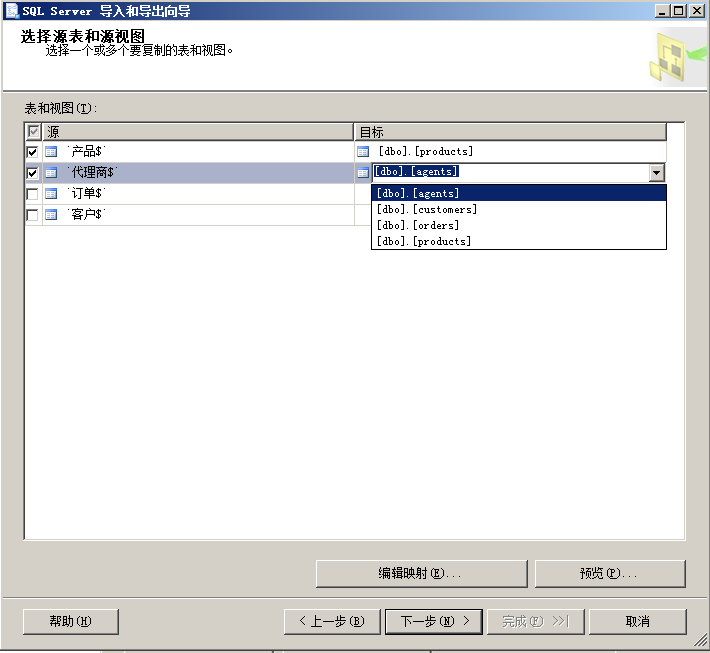 SQL Server 导入和导出向导
选择源表和源视图
选择一个或多个要复制的表和视图。
表和视图(T):
源 目标
`产品$` [dbo].[products]
`代理商$` [dbo].[agents]
`订单$` [dbo].[agents]
`客户$` [dbo].[customers]
[dbo].[orders]
[dbo].[products]
编辑映射(E)... 预览(P)...
帮助(H) < 上一步(B) 下一步(N) > 完成(F) >>| 取消